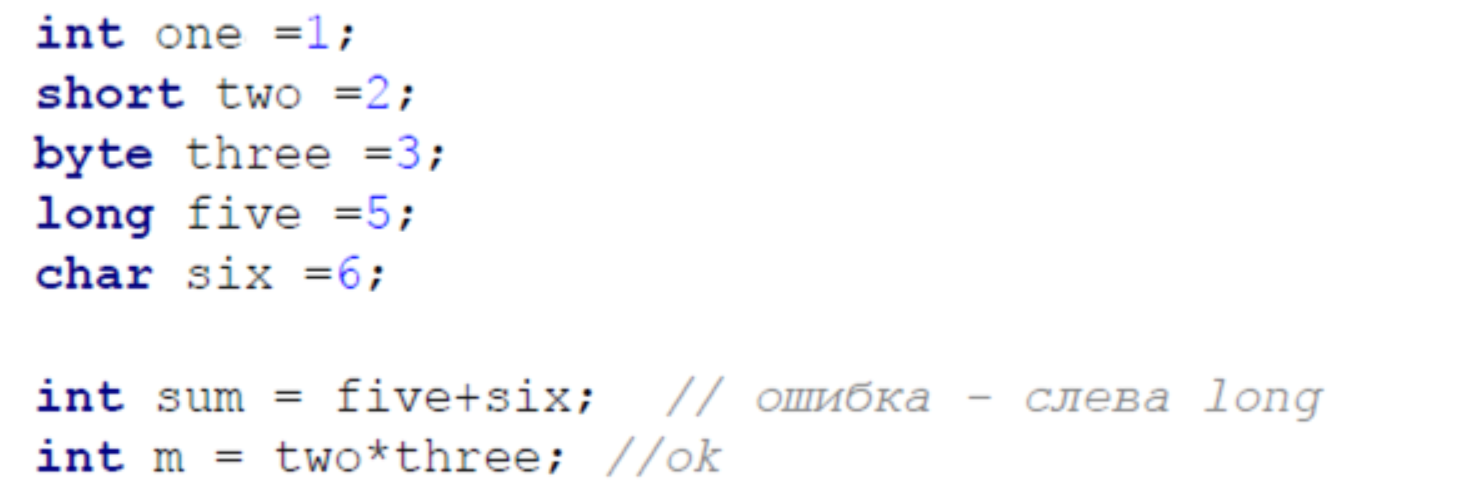 int one =1;
short two =2;
byte three =3;
long five =5;
char six =6;
int sum = five+six; // ошибка - слева long
int m = two*three; //ok